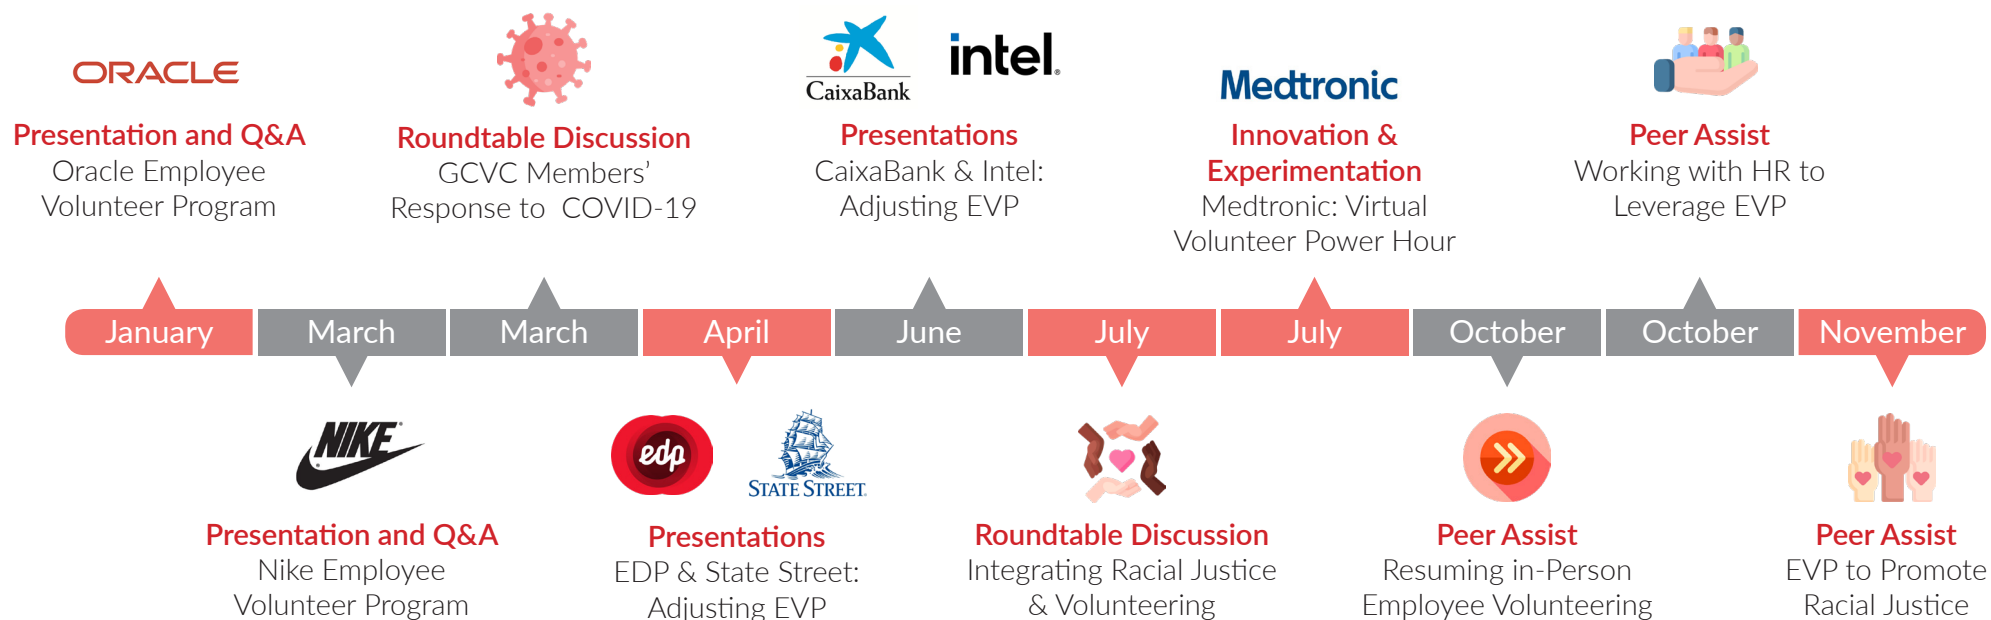 ORACLE
Presentation and Q&A
Oracle Employee
Volunteer Program
Roundtable Discussion
GCVC Members’
Response to COVID-19
CaixaBank
intel.
Presentations
CaixaBank & Intel:
Adjusting EVP
Medtronic
Innovation &
Experimentation
Medtronic: Virtual
Volunteer Power Hour
Peer Assist
Working with HR to
Leverage EVP
January
March
March
April
June
July
July
October
October
November
NIKE
Presentation and Q&A
Nike Employee
Volunteer Program
edp
STATE STREET
Presentations
EDP & State Street:
Adjusting EVP
Roundtable Discussion
Integrating Racial Justice
& Volunteering
Peer Assist
Resuming in-Person
Employee Volunteering
Peer Assist
EVP to Promote
Racial Justice